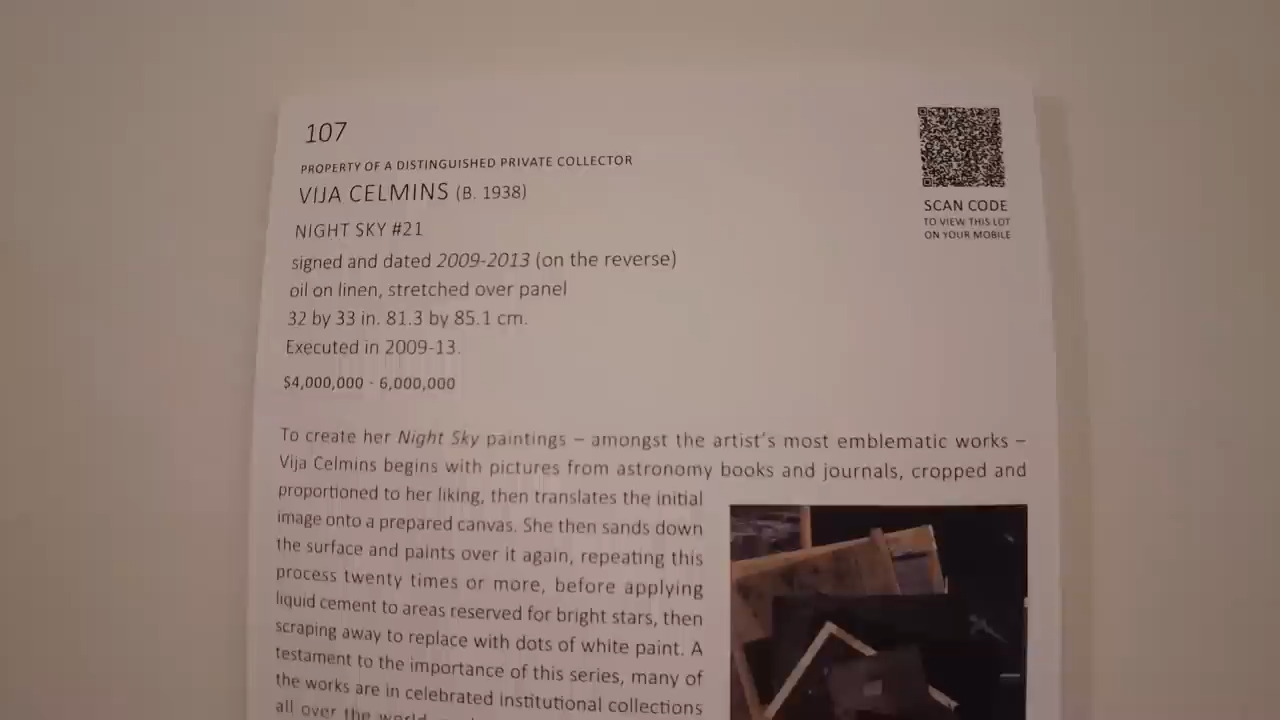 107
PROPERTY OF A DISTINGUISHED PRIVATE COLLECTOR
VIJA CELMINS (B. 1938)
NIGHT SKY #21
signed and dated 2009-2013 (on the reverse)
oil on linen, stretched over panel
32 by 33 in. 81.3 by 85.1 cm.
Executed in 2009-13.
$4,000,000 - 6,000,000
SCAN CODE
TO VIEW THIS LOT
ON YOUR MOBILE
To create her Night Sky paintings – amongst the artist's most emblematic works –
Vija Celmins begins with pictures from astronomy books and journals, cropped and
proportioned to her liking, then translates the initial
image onto a prepared canvas. She then sands down
the surface and paints over it again, repeating this
process twenty times or more, before applying
liquid cement to areas reserved for bright stars, then
scraping away to replace with dots of white paint. A
testament to the importance of this series, many of
the works are in celebrated institutional collections
all over the world